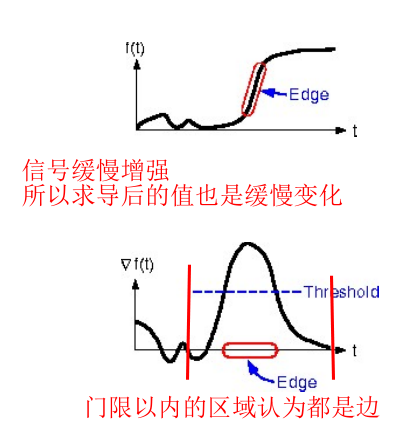 f(t)
Edge
t
信号缓慢增强
所以求导后的值也是缓慢变化
∇f(t)
Threshold
t
Edge
门限以内的区域认为都是边